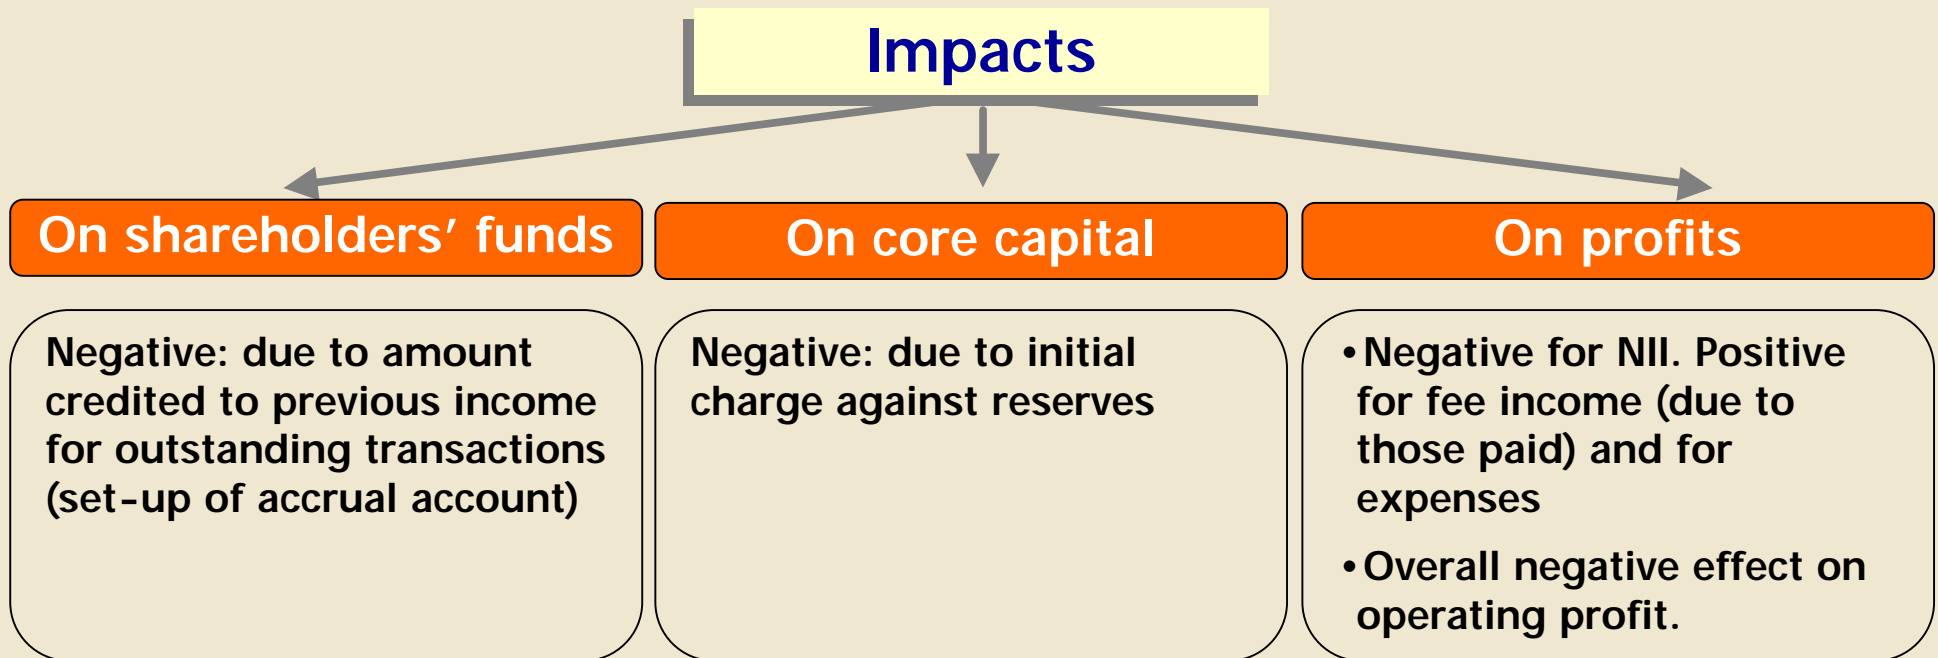 Impacts
On shareholders’ funds
Negative: due to amount
credited to previous income
for outstanding transactions
(set-up of accrual account)
On core capital
Negative: due to initial
charge against reserves
On profits
•Negative for NII. Positive
for fee income (due to
those paid) and for
expenses
•Overall negative effect on
operating profit.